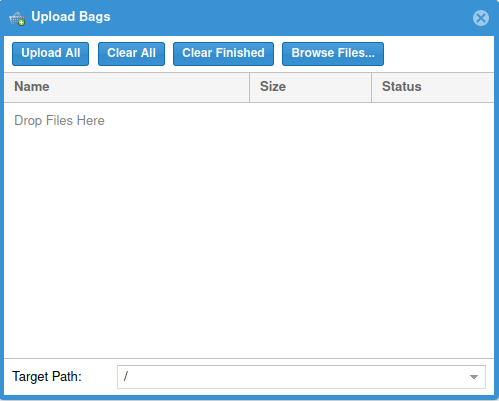 Upload Bags
Upload All Clear All Clear Finished Browse Files...
Name Size Status
Drop Files Here
Target Path: /